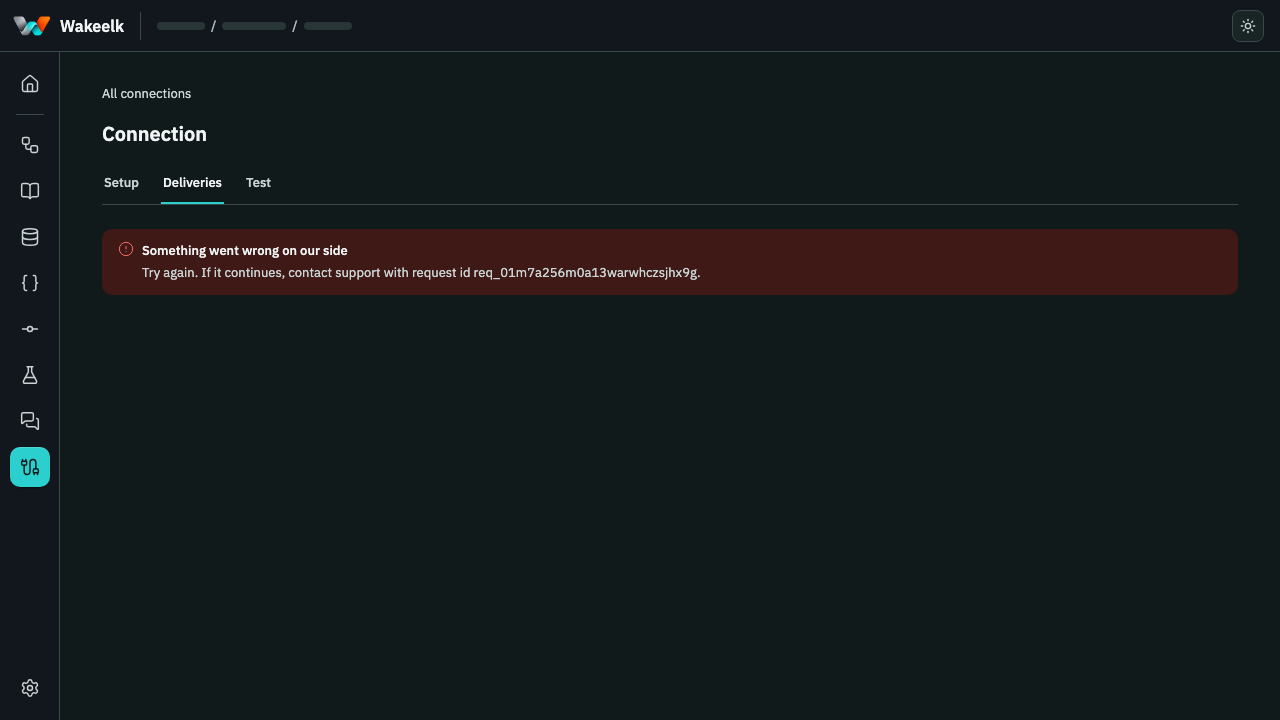 Wakeelk
/ /
All connections
Connection
Setup Deliveries Test
Something went wrong on our side
Try again. If it continues, contact support with request id req_01m7a256m0a13warwhczsjhx9g.